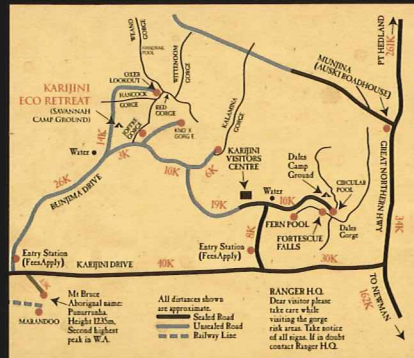 WEANO
GORGE
HANDRAIL POOL
WITTENOOM
GORGE
OXER
LOOKOUT
HANCOCK
GORGE
RED
GORGE
JOFFRE
GORGE
KNOX
GORGE
KALAMINA
GORGE
KARIJINI
ECO RETREAT
(SAVANNAH
CAMP GROUND)
14K
Water
3K
10K
6K
KARIJINI
VISITORS
CENTRE
26K
BUNJIMA DRIVE
19K
Water
10K
Dales
Camp
Ground
CIRCULAR
POOL
FERN POOL
FORTESCUE
FALLS
Dales
Gorge
8K
MUNJINA
(AUSKI ROADHOUSE)
PT HEDLAND
261K
GREAT NORTHERN HWY
34K
TO NEWMAN
162K
Entry Station
(Fees Apply)
Entry Station
(Fees Apply)
KARIJINI DRIVE
40K
30K
MARANDOO
Mt Bruce
Aboriginal name:
Punurrunha.
Height 1235m.
Second highest
peak in W.A.
All distances shown
are approximate.
Sealed Road
Unsealed Road
Railway Line
RANGER H.Q.
Dear visitor please
take care while
visiting the gorge
risk areas. Take notice
of all signs. If in doubt
contact Ranger H.Q.